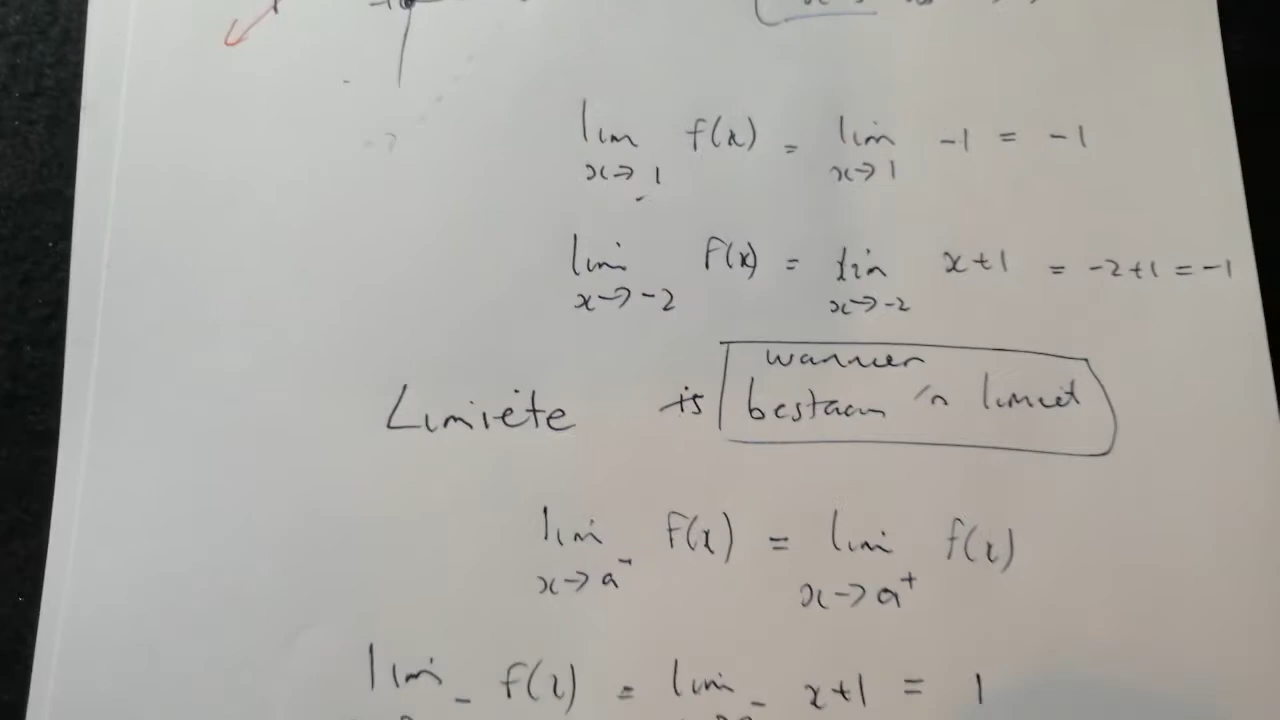 lim f(x) = lim -1 = -1
x→1 x→1
lim f(x) = lim x+1 = -2+1 = -1
x→-2 x→-2
wanneer
Limiete is bestaan 'n limiet
lim f(x) = lim f(x)
x→a⁻ x→a⁺
lim f(x) = lim x+1 = 1